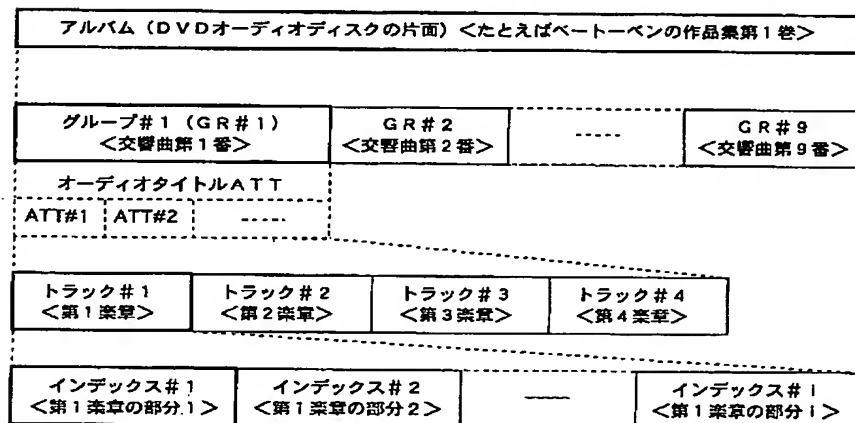 アルバム（DVDオーディオディスクの片面）＜たとえばベートーベンの作品集第1巻＞
グループ#1（GR#1） GR#2 ----- GR#9
＜交響曲第1番＞ ＜交響曲第2番＞ ＜交響曲第9番＞
オーディオタイトルATT
ATT#1 ATT#2 -----
トラック#1 トラック#2 トラック#3 トラック#4
＜第1楽章＞ ＜第2楽章＞ ＜第3楽章＞ ＜第4楽章＞
インデックス#1 インデックス#2 インデックス#i
＜第1楽章の部分1＞ ＜第1楽章の部分2＞ ＜第1楽章の部分i＞